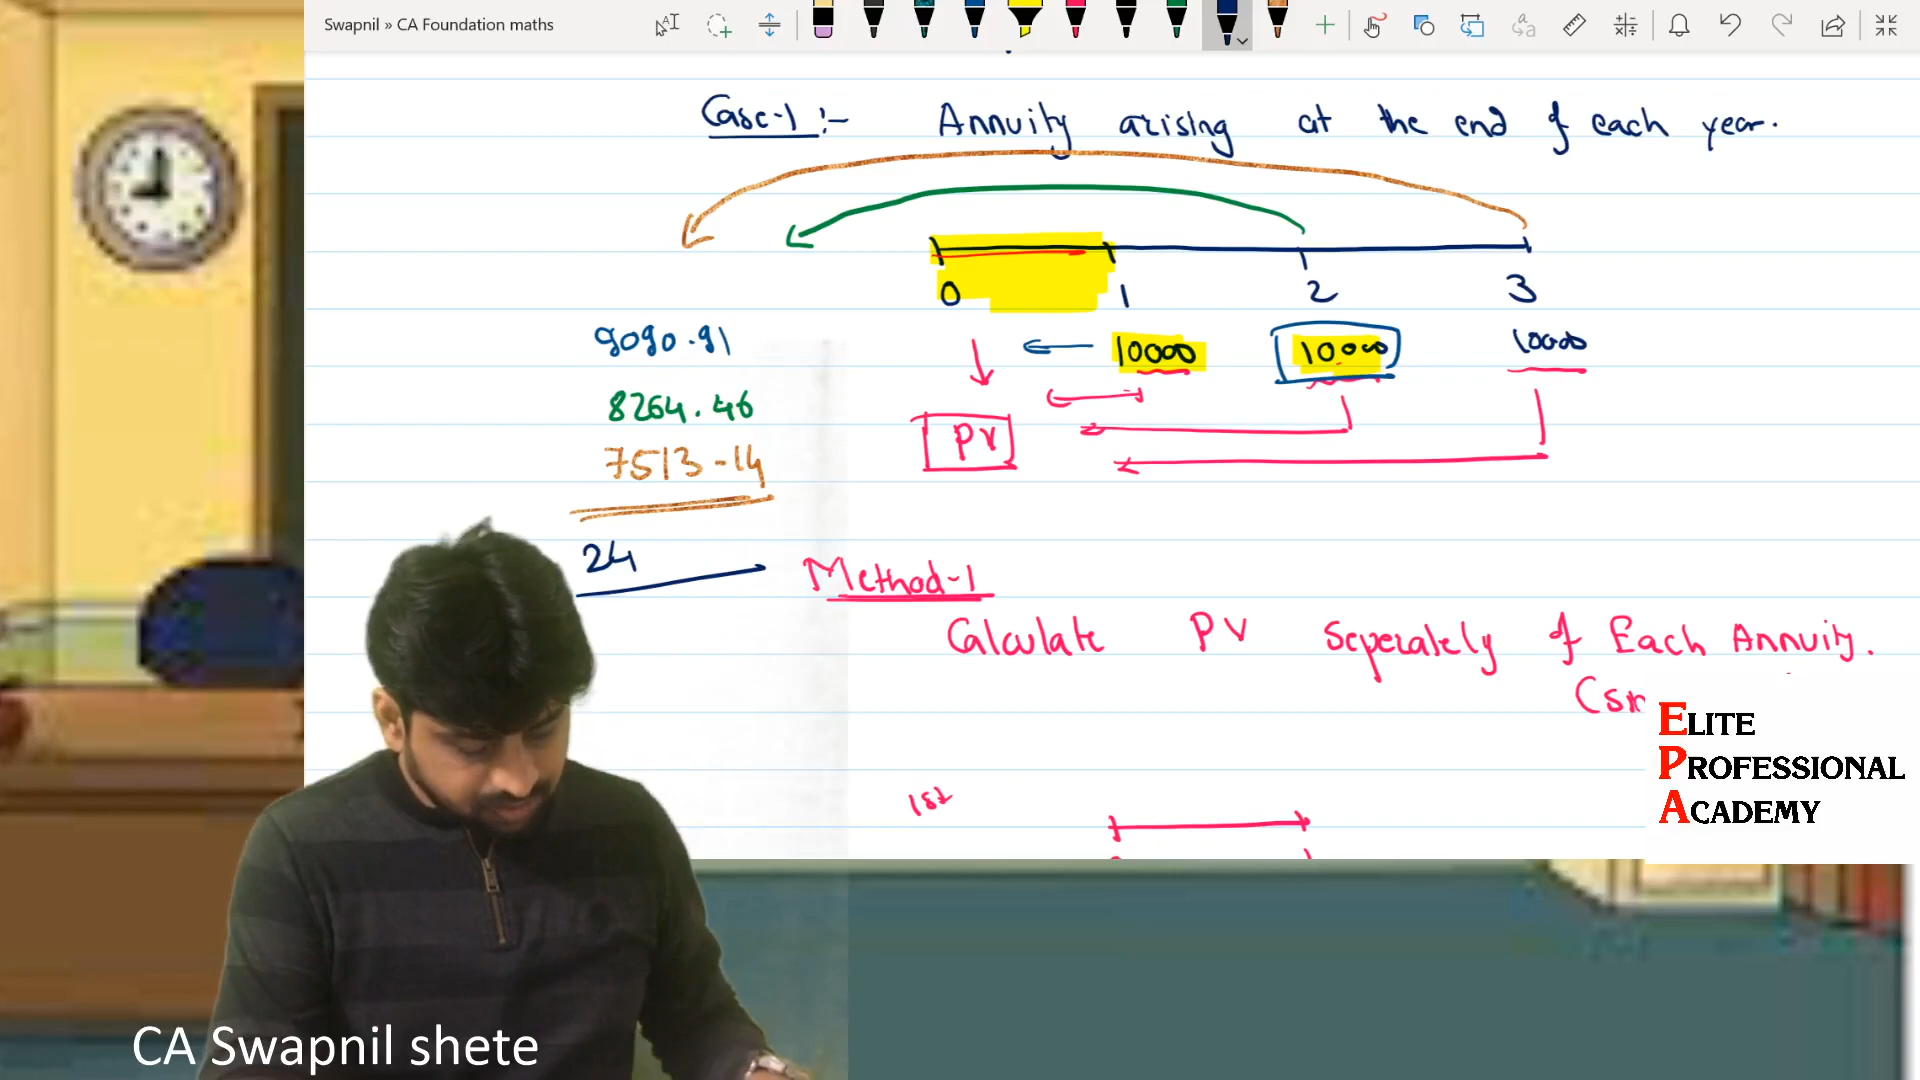 Swapnil » CA Foundation maths
Case-1 :- Annuity arising at the end of each year.
0 1 2 3
9090.91
10000 10000 10000
8264.46
PV
7513-14
24
Method-1
Calculate PV Seperately of Each Annuity.
1st
ELITE
PROFESSIONAL
ACADEMY
CA Swapnil shete